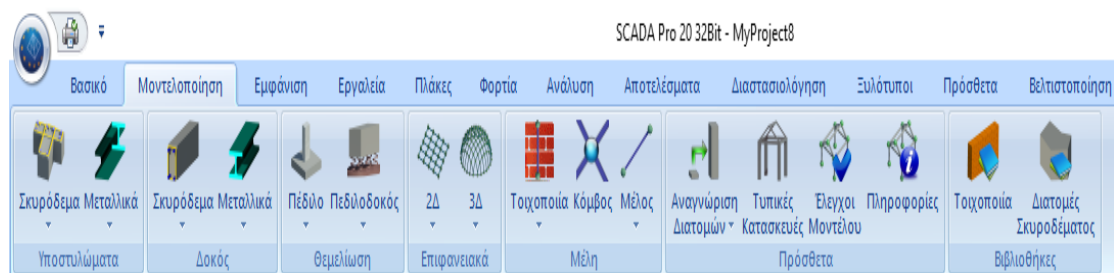 SCADA Pro 20 32Bit - MyProject8
Βασικό Μοντελοποίηση Εμφάνιση Εργαλεία Πλάκες Φορτία Ανάλυση Αποτελέσματα Διαστασιολόγηση Ξυλότυποι Πρόσθετα Βελτιστοποίηση
Σκυρόδεμα Μεταλλικά Σκυρόδεμα Μεταλλικά Πέδιλο Πεδιλοδοκός 2Δ 3Δ Τοιχοποιία Κόμβος Μέλος Αναγνώριση Τυπικές Έλεγχοι Πληροφορίες Τοιχοποιία Διατομές
Διατομών Κατασκευές Μοντέλου Σκυροδέματος
Υποστυλώματα Δοκός Θεμελίωση Επιφανειακά Μέλη Πρόσθετα Βιβλιοθήκες